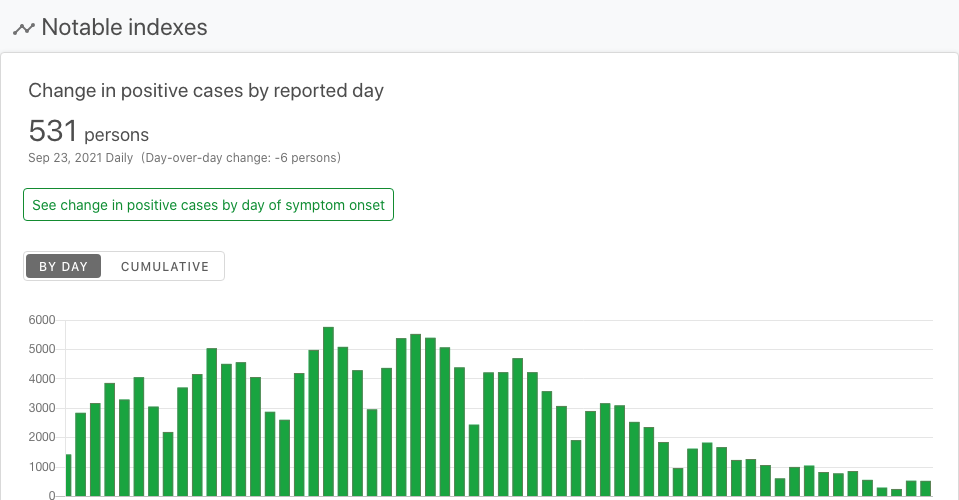 Notable indexes
Change in positive cases by reported day
531 persons
Sep 23, 2021 Daily (Day-over-day change: -6 persons)
See change in positive cases by day of symptom onset
BY DAY CUMULATIVE
6000
5000
4000
3000
2000
1000
0